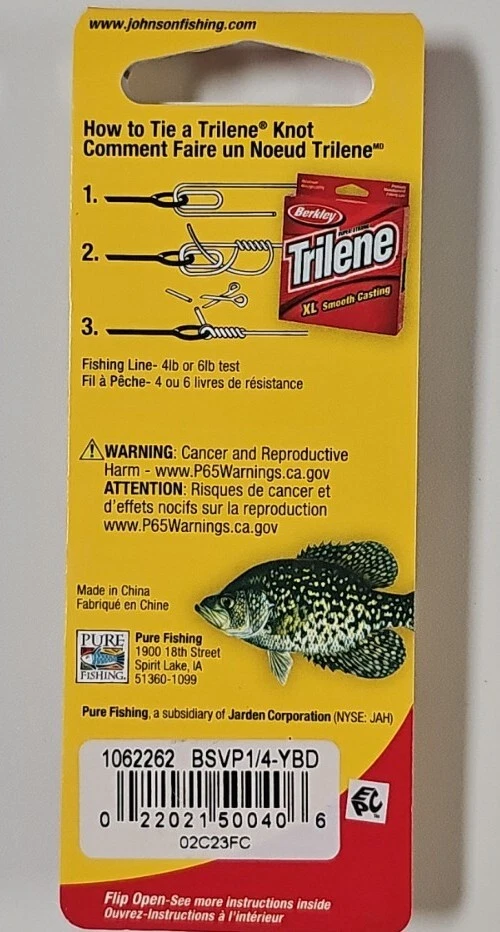 www.johnsonfishing.com
How to Tie a Trilene® Knot
Comment Faire un Noeud Trilene MD
1.
2.
3.
Berkley
Trilene
XL Smooth Casting
Fishing Line- 4lb or 6lb test
Fil à Pêche- 4 ou 6 livres de résistance
WARNING: Cancer and Reproductive
Harm - www.P65Warnings.ca.gov
ATTENTION: Risques de cancer et
d'effets nocifs sur la reproduction
www.P65Warnings.ca.gov
Made in China
Fabriqué en Chine
PURE
FISHING.
Pure Fishing
1900 18th Street
Spirit Lake, IA
51360-1099
Pure Fishing, a subsidiary of Jarden Corporation (NYSE: JAH)
1062262 BSVP1/4-YBD
0 22021 50040 6
02C23FC
Flip Open-See more instructions inside
Ouvrez-Instructions à l'intérieur